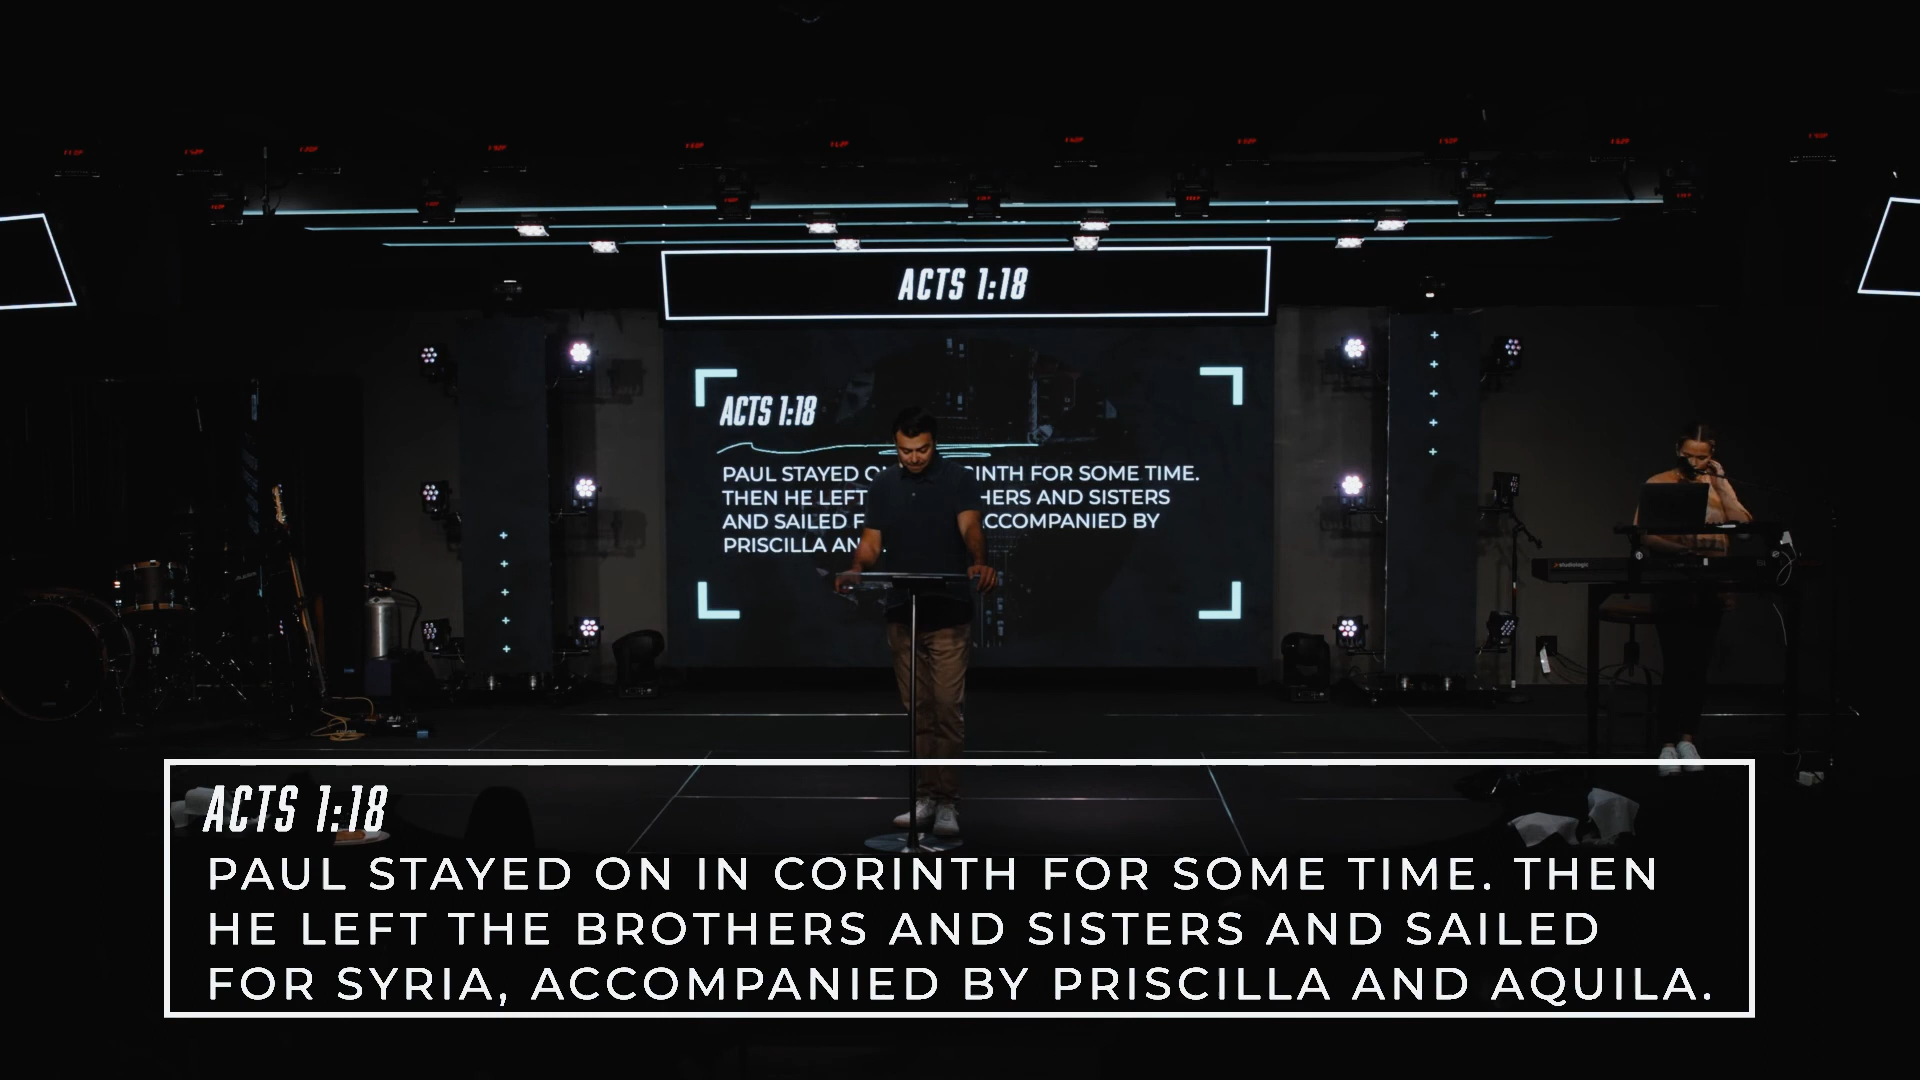 ACTS 1:18
ACTS 1:18
PAUL STAYED O INTH FOR SOME TIME.
THEN HE LEFT HERS AND SISTERS
AND SAILED F ACCOMPANIED BY
PRISCILLA AN .
studiologic
ACTS 1:18
PAUL STAYED ON IN CORINTH FOR SOME TIME. THEN
HE LEFT THE BROTHERS AND SISTERS AND SAILED
FOR SYRIA, ACCOMPANIED BY PRISCILLA AND AQUILA.